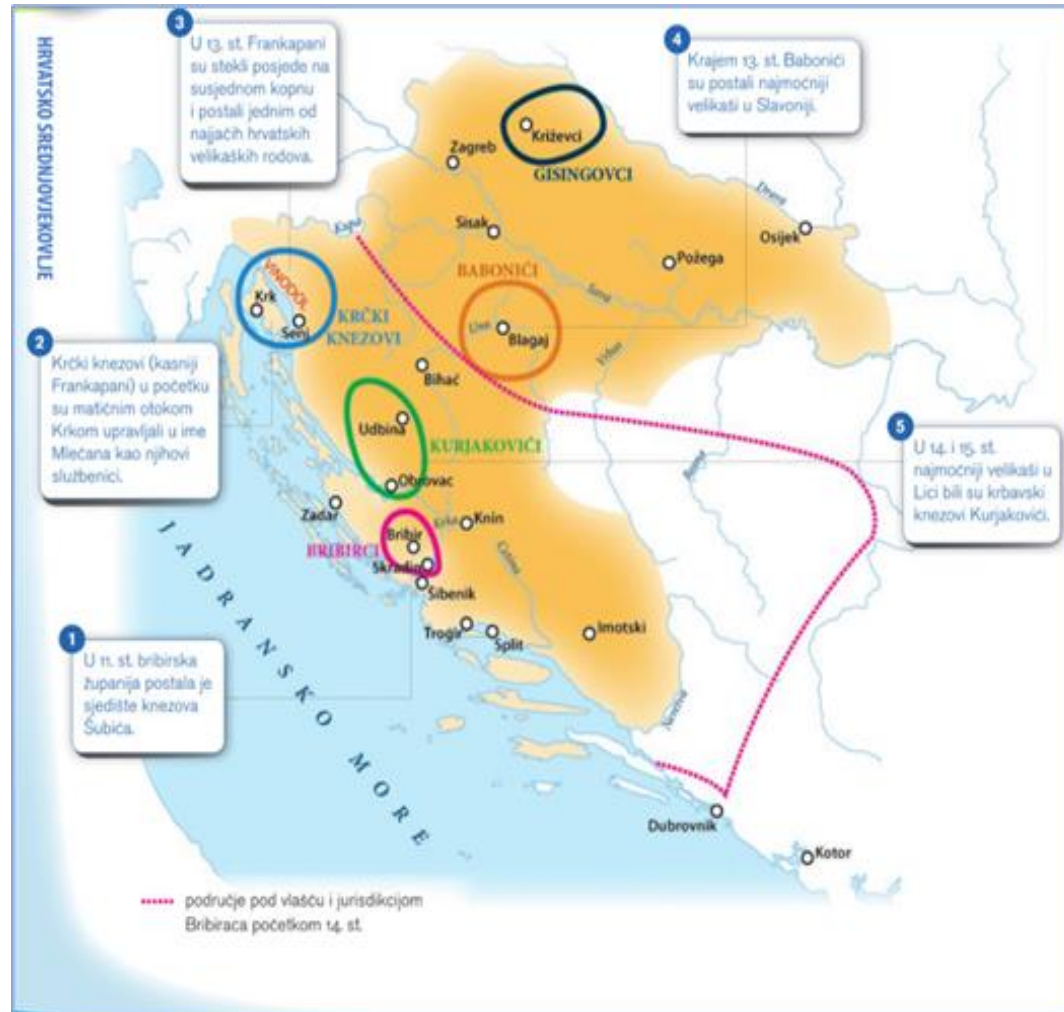 HRVATSKO SREDNJOVJEKOVLJE
3
U 13. st. Frankapani
su stekli posjede na
susjednom kopnu
i postali jednim od
najjačih hrvatskih
velikaških rodova.
4
Krajem 13. st. Babonići
su postali najmoćniji
velikaši u Slavoniji.
2
Krčki knezovi (kasniji
Frankapani) u početku
su matičnim otokom
Krkom upravljali u ime
Mlečana kao njihovi
službenici.
5
U 14. i 15. st.
najmoćniji velikaši u
Lici bili su krbavski
knezovi Kurjakovići.
1
U 11. st. bribirska
županija postala je
sjedište knezova
Šubića.
Križevci
Zagreb
GISINGOVCI
Drava
Kupa
Sisak
Osijek
Požega
BABONIĆI
Sava
VINODOL
Krk
Senj
KRČKI
KNEZOVI
Una
Blagaj
Vrbas
Bihać
Udbina
KURJAKOVIĆI
Bosna
Obrovac
Zadar
Krka
Knin
Bribir
BRIBIRCI
Skradin
Cetina
Šibenik
Trogir
Split
Imotski
Neretva
JADRANSKO MORE
Dubrovnik
Kotor
područje pod vlašću i jurisdikcijom
Bribiraca početkom 14. st.